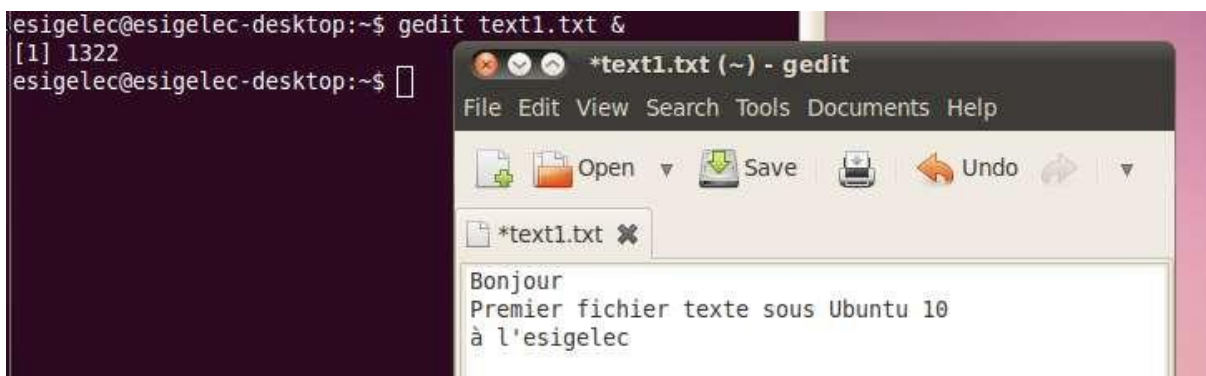 esigelec@esigelec-desktop:~$ gedit text1.txt &
[1] 1322
esigelec@esigelec-desktop:~$
*text1.txt (~) - gedit
File Edit View Search Tools Documents Help
Open Save Undo
*text1.txt
Bonjour
Premier fichier texte sous Ubuntu 10
à l'esigelec